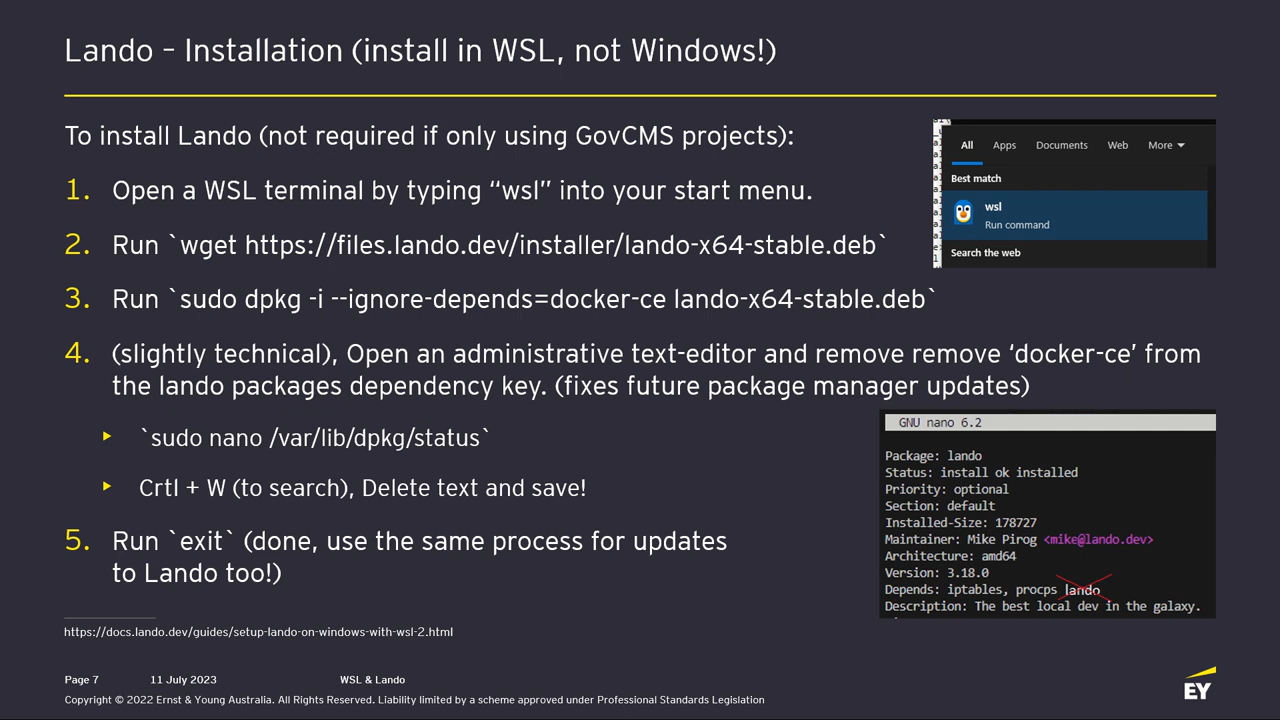 Lando – Installation (install in WSL, not Windows!)
To install Lando (not required if only using GovCMS projects):
1. Open a WSL terminal by typing “wsl” into your start menu.
2. Run `wget https://files.lando.dev/installer/lando-x64-stable.deb`
3. Run `sudo dpkg -i --ignore-depends=docker-ce lando-x64-stable.deb`
4. (slightly technical), Open an administrative text-editor and remove remove ‘docker-ce’ from
the lando packages dependency key. (fixes future package manager updates)
`sudo nano /var/lib/dpkg/status`
Crtl + W (to search), Delete text and save!
5. Run `exit` (done, use the same process for updates
to Lando too!)
All Apps Documents Web More
Best match
wsl
Run command
Search the web
GNU nano 6.2
Package: lando
Status: install ok installed
Priority: optional
Section: default
Installed-Size: 178727
Maintainer: Mike Pirog <mike@lando.dev>
Architecture: amd64
Version: 3.18.0
Depends: iptables, procps lando
Description: The best local dev in the galaxy.
https://docs.lando.dev/guides/setup-lando-on-windows-with-wsl-2.html
Page 7 11 July 2023 WSL & Lando
Copyright © 2022 Ernst & Young Australia. All Rights Reserved. Liability limited by a scheme approved under Professional Standards Legislation
EY